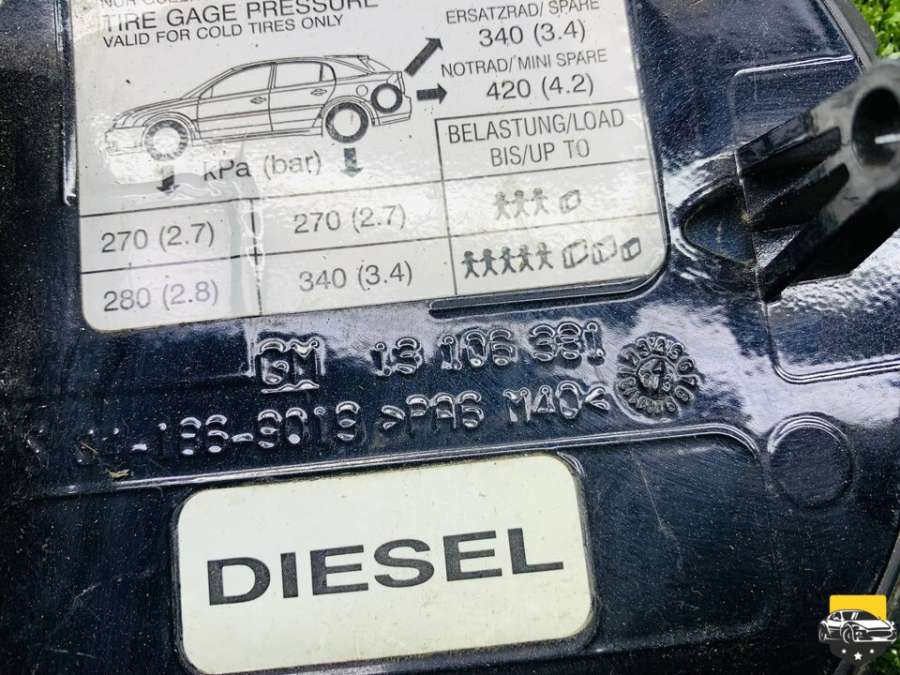 TIRE GAGE PRESSURE
VALID FOR COLD TIRES ONLY
ERSATZRAD/ SPARE
340 (3.4)
NOTRAD/MINI SPARE
420 (4.2)
BELASTUNG/LOAD
BIS/UP TO
kPa (bar)
270 (2.7) 270 (2.7)
280 (2.8) 340 (3.4)
GM 13 106 381
-186-9019 >PA6 M40<
DIESEL